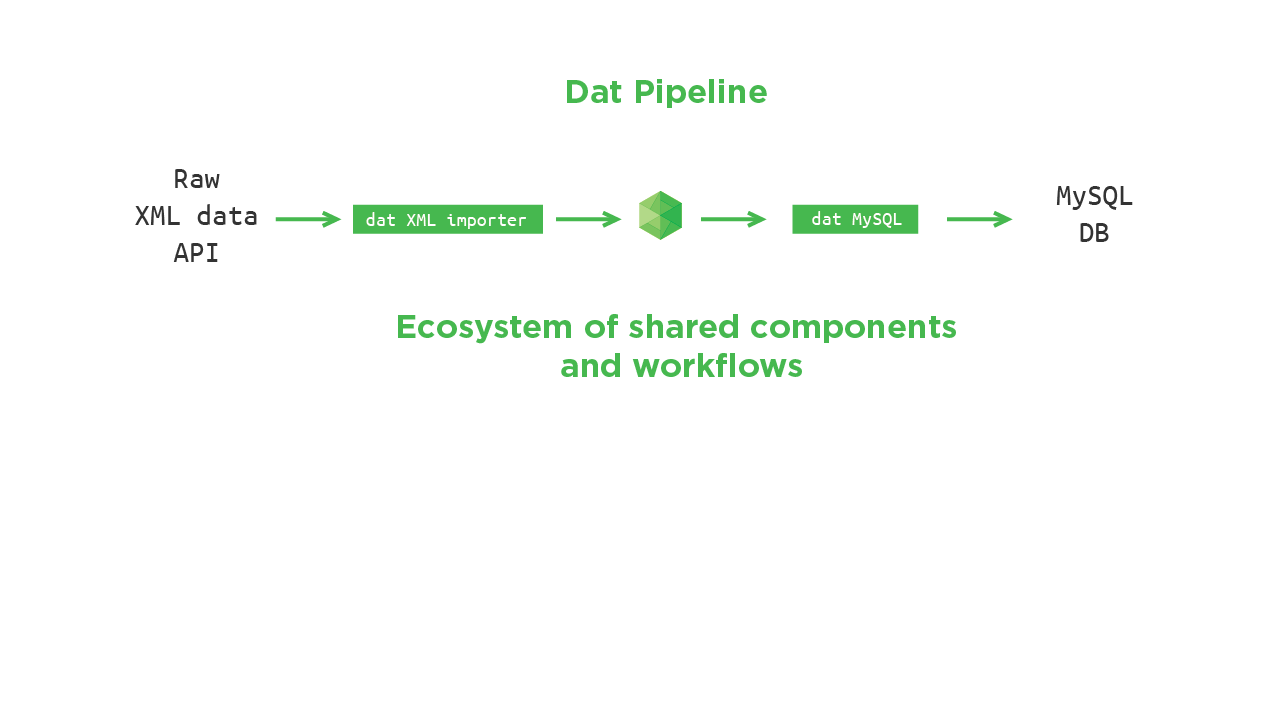 Dat Pipeline
Raw
XML data
API
dat XML importer
dat MySQL
MySQL
DB
Ecosystem of shared components
and workflows